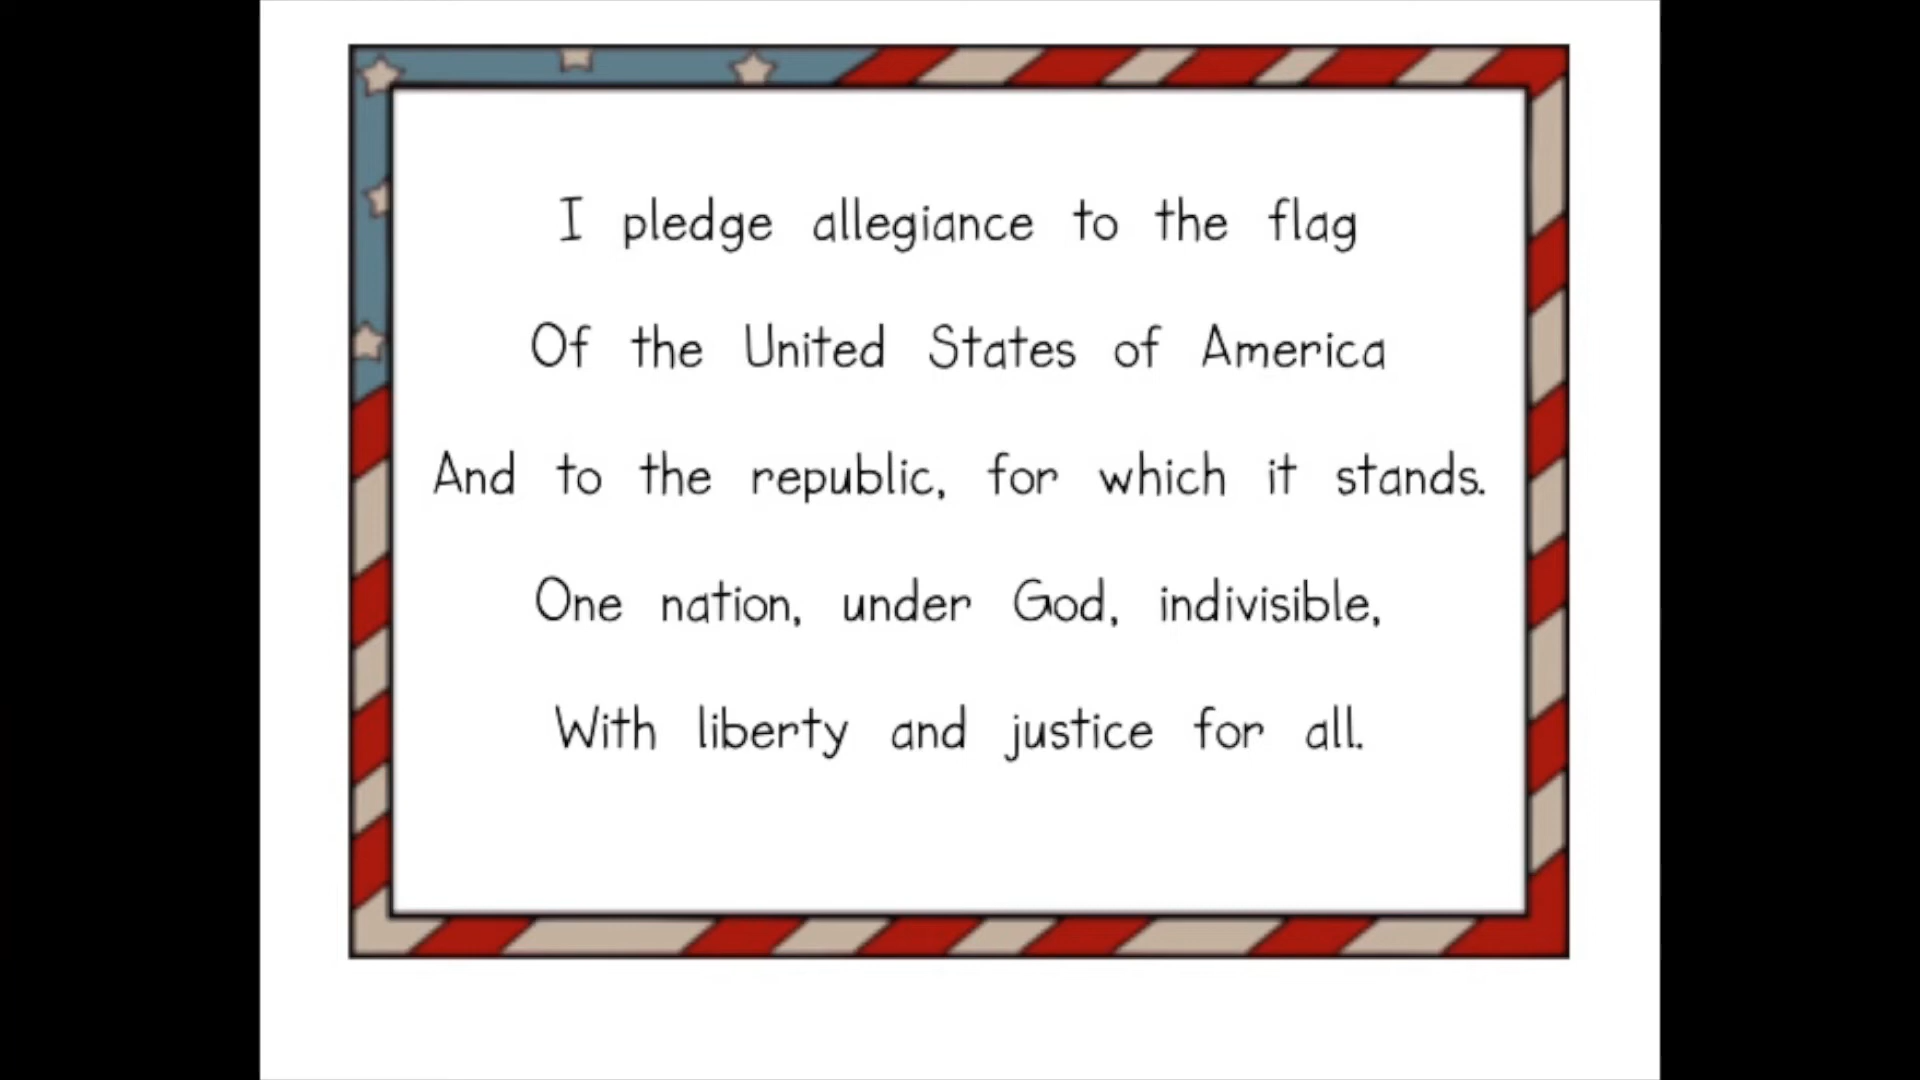 I pledge allegiance to the flag
Of the United States of America
And to the republic, for which it stands.
One nation, under God, indivisible,
With liberty and justice for all.